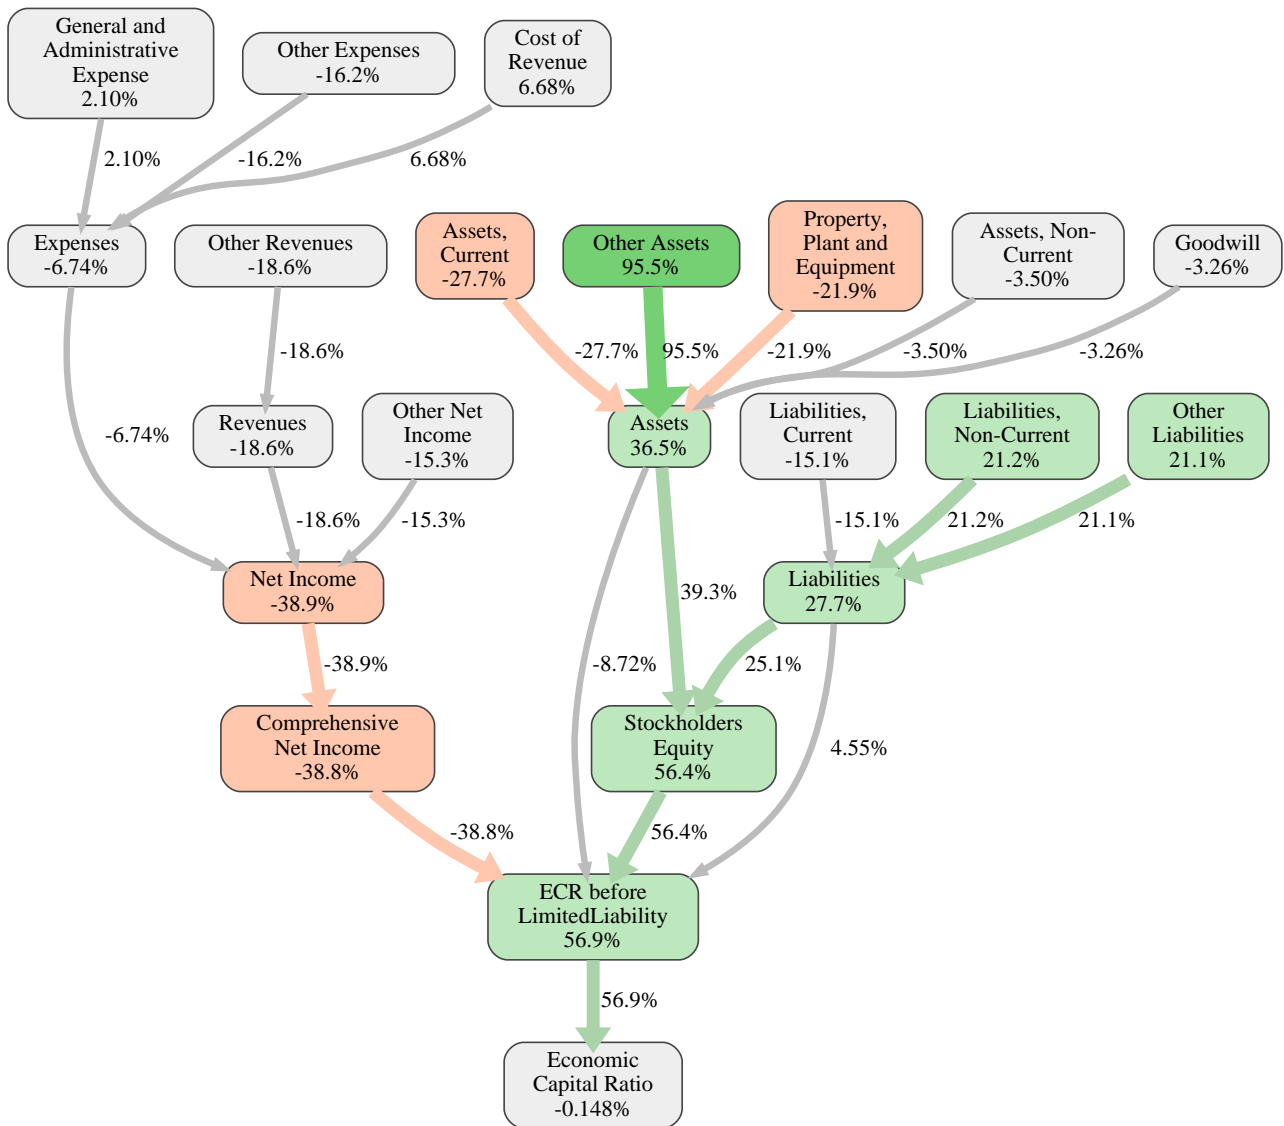 General and
Administrative
Expense
2.10%
Other Expenses
-16.2%
Cost of
Revenue
6.68%
2.10%
-16.2%
6.68%
Expenses
-6.74%
Other Revenues
-18.6%
Assets,
Current
-27.7%
Other Assets
95.5%
Property,
Plant and
Equipment
-21.9%
Assets, Non-
Current
-3.50%
Goodwill
-3.26%
-18.6%
-27.7%
95.5%
-21.9%
-3.50%
-3.26%
-6.74%
Revenues
-18.6%
Other Net
Income
-15.3%
Assets
36.5%
Liabilities,
Current
-15.1%
Liabilities,
Non-Current
21.2%
Other
Liabilities
21.1%
-18.6%
-15.3%
-15.1%
21.2%
21.1%
Net Income
-38.9%
39.3%
Liabilities
27.7%
-38.9%
-8.72%
25.1%
Comprehensive
Net Income
-38.8%
Stockholders
Equity
56.4%
4.55%
-38.8%
56.4%
ECR before
LimitedLiability
56.9%
56.9%
Economic
Capital Ratio
-0.148%